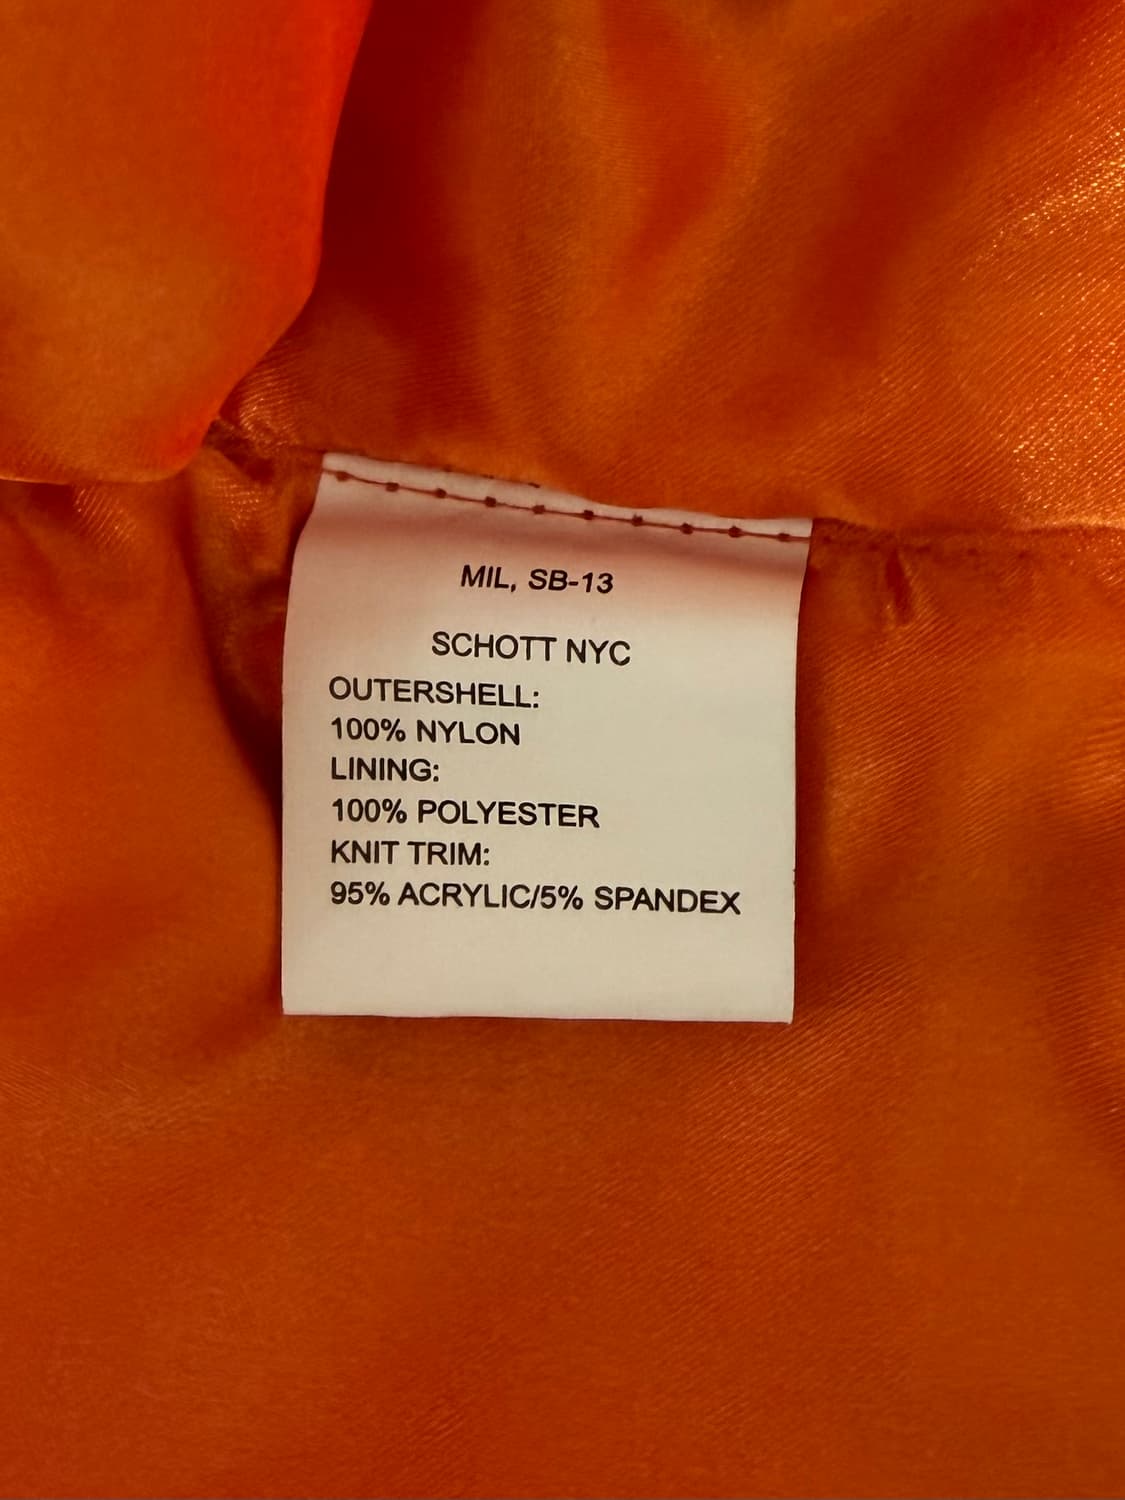 MIL, SB-13
SCHOTT NYC
OUTERSHELL:
100% NYLON
LINING:
100% POLYESTER
KNIT TRIM:
95% ACRYLIC/5% SPANDEX